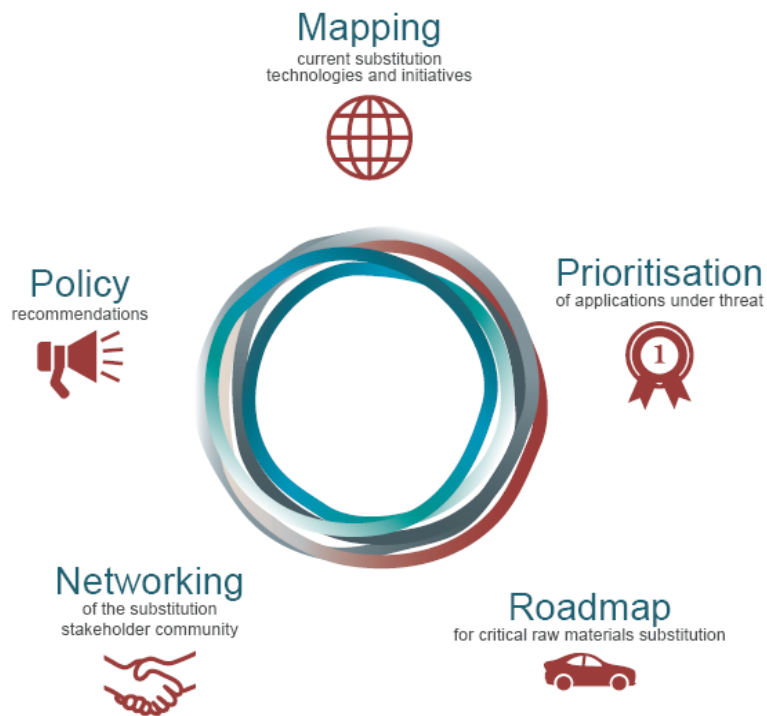 Mapping
current substitution
technologies and initiatives
Policy
recommendations
Prioritisation
of applications under threat
1
Networking
of the substitution
stakeholder community
Roadmap
for critical raw materials substitution